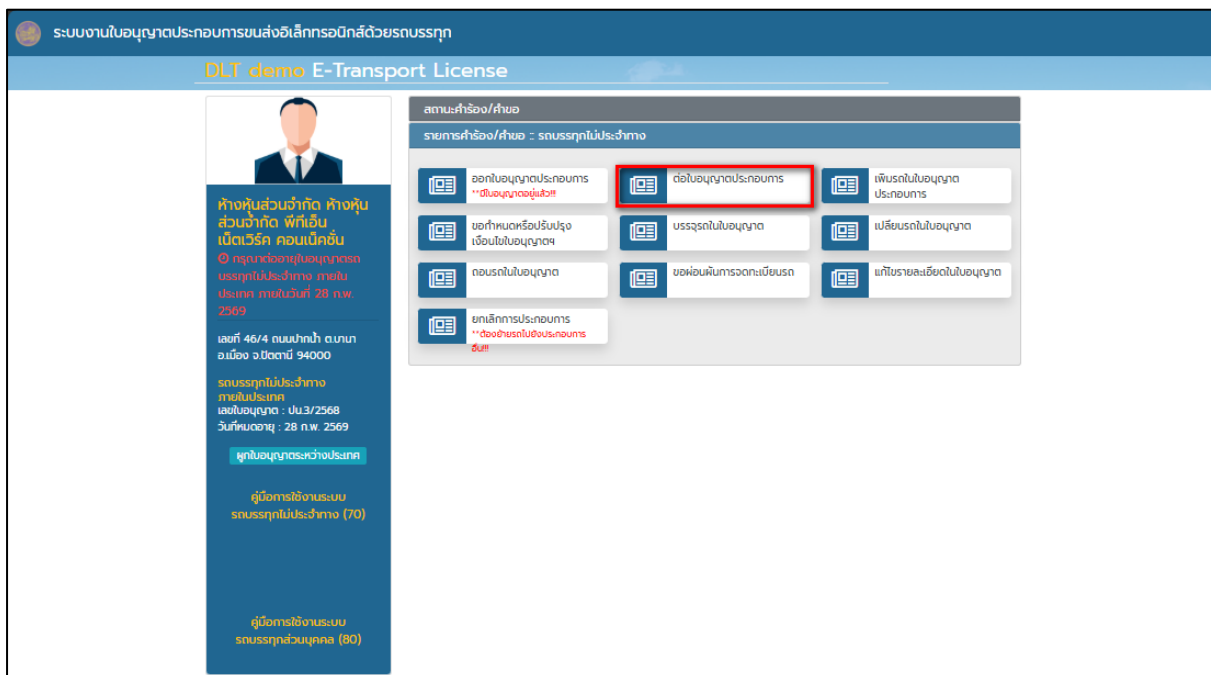 ระบบงานใบอนุญาตประกอบการขนส่งอิเล็กทรอนิกส์ด้วยรถบรรทุก
DLT demo E-Transport License
ห้างหุ้นส่วนจำกัด ห้างหุ้น
ส่วนจำกัด พีทีเอ็น
เน็ตเวิร์ค คอนเน็คชั่น
กรุณาต่ออายุใบอนุญาตรถ
บรรทุกไม่ประจำทาง ภายใน
ประเทศ ภายในวันที่ 28 ก.พ.
2569
เลขที่ 46/4 ถนนปากน้ำ ต.บานา
อ.เมือง จ.ปัตตานี 94000
รถบรรทุกไม่ประจำทาง
ภายในประเทศ
เลขใบอนุญาต : ปน.3/2568
วันที่หมดอายุ : 28 ก.พ. 2569
ผูกใบอนุญาตระหว่างประเทศ
คู่มือการใช้งานระบบ
รถบรรทุกไม่ประจำทาง (70)
คู่มือการใช้งานระบบ
รถบรรทุกส่วนบุคคล (80)
สถานะคำร้อง/คำขอ
รายการคำร้อง/คำขอ :: รถบรรทุกไม่ประจำทาง
ออกใบอนุญาตประกอบการ
**มีใบอนุญาตอยู่แล้ว!!!
ต่อใบอนุญาตประกอบการ
เพิ่มรถในใบอนุญาต
ประกอบการ
ขอกำหนดหรือปรับปรุง
เงื่อนไขใบอนุญาตฯ
บรรจุรถในใบอนุญาต
เปลี่ยนรถในใบอนุญาต
ถอนรถในใบอนุญาต
ขอผ่อนผันการจดทะเบียนรถ
แก้ไขรายละเอียดในใบอนุญาต
ยกเลิกการประกอบการ
**ต้องย้ายรถไปยังประกอบการ
อื่น!!!